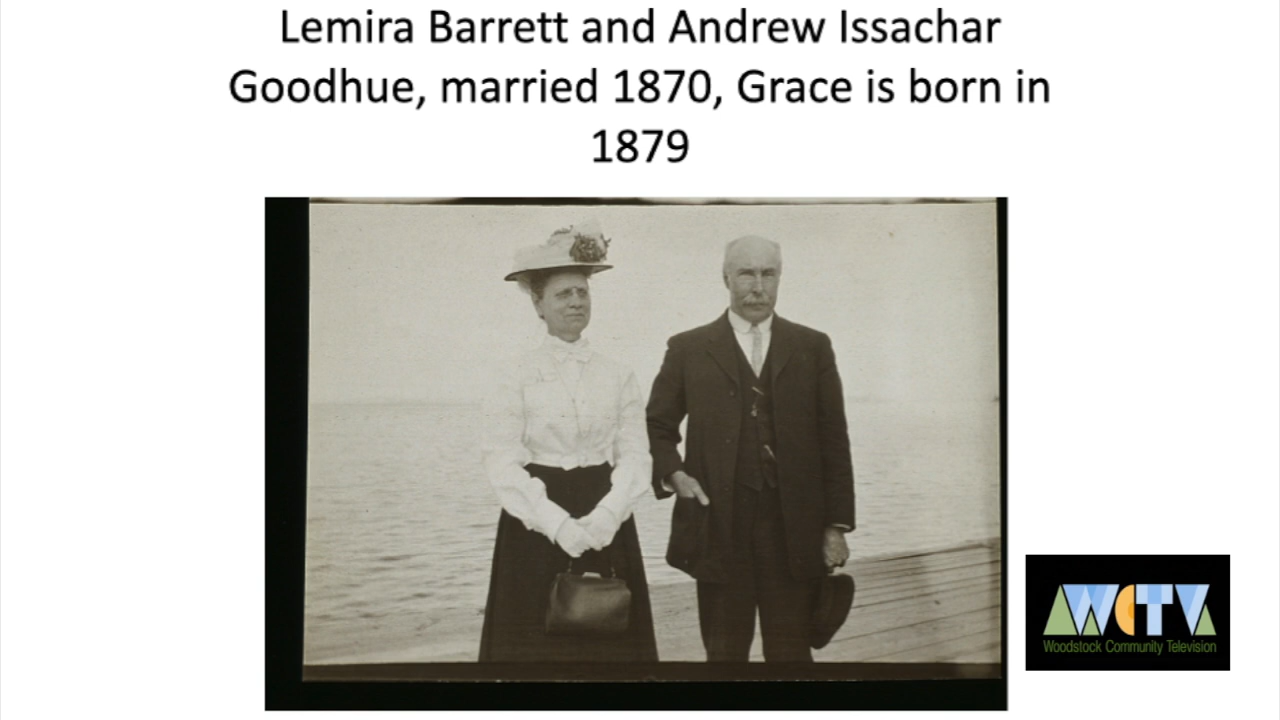 Lemira Barrett and Andrew Issachar
Goodhue, married 1870, Grace is born in
1879
WCTV
Woodstock Community Television